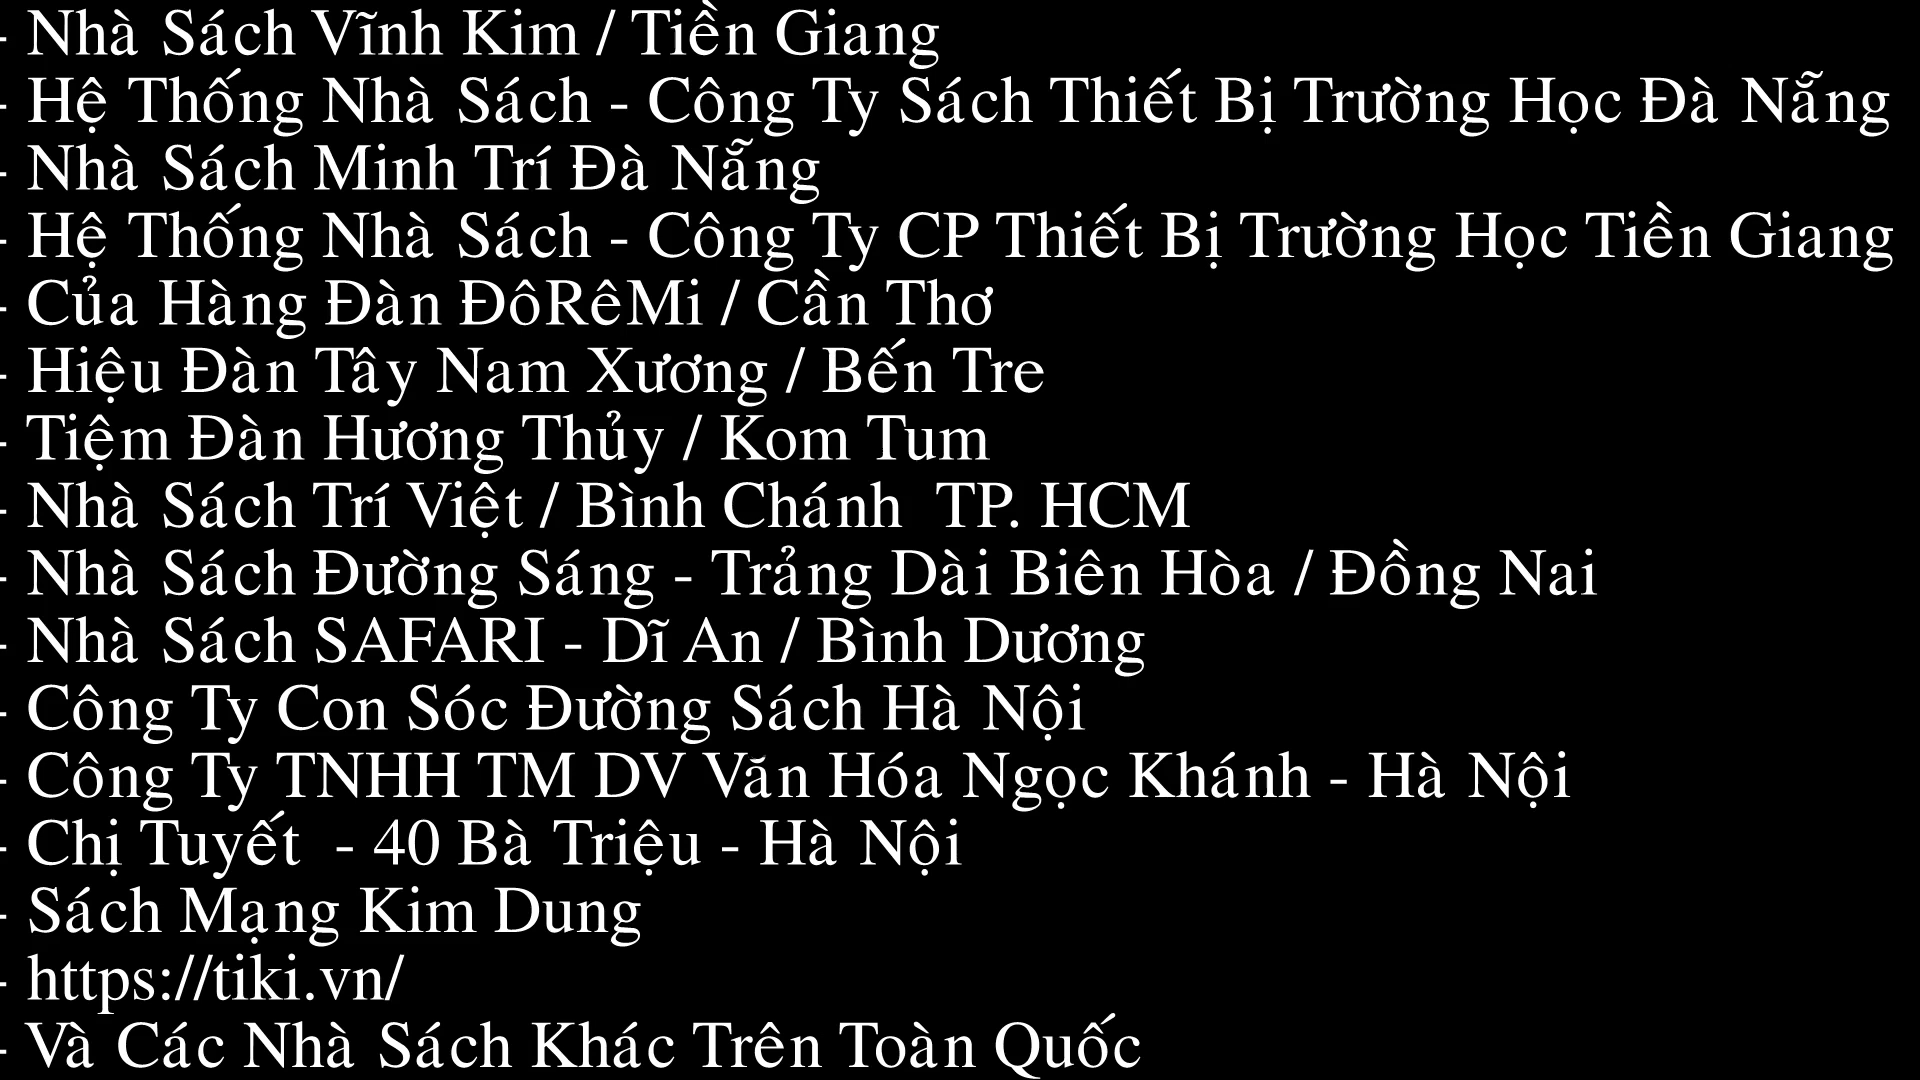 - Nhà Sách Vĩnh Kim / Tiền Giang
- Hệ Thống Nhà Sách - Công Ty Sách Thiết Bị Trường Học Đà Nẵng
- Nhà Sách Minh Trí Đà Nẵng
- Hệ Thống Nhà Sách - Công Ty CP Thiết Bị Trường Học Tiền Giang
- Của Hàng Đàn ĐôRêMi / Cần Thơ
- Hiệu Đàn Tây Nam Xương / Bến Tre
- Tiệm Đàn Hương Thủy / Kom Tum
- Nhà Sách Trí Việt / Bình Chánh  TP. HCM
- Nhà Sách Đường Sáng - Trảng Dài Biên Hòa / Đồng Nai
- Nhà Sách SAFARI - Dĩ An / Bình Dương
- Công Ty Con Sóc Đường Sách Hà Nội
- Công Ty TNHH TM DV Văn Hóa Ngọc Khánh - Hà Nội
- Chị Tuyết  - 40 Bà Triệu - Hà Nội
- Sách Mạng Kim Dung
- https://tiki.vn/
- Và Các Nhà Sách Khác Trên Toàn Quốc